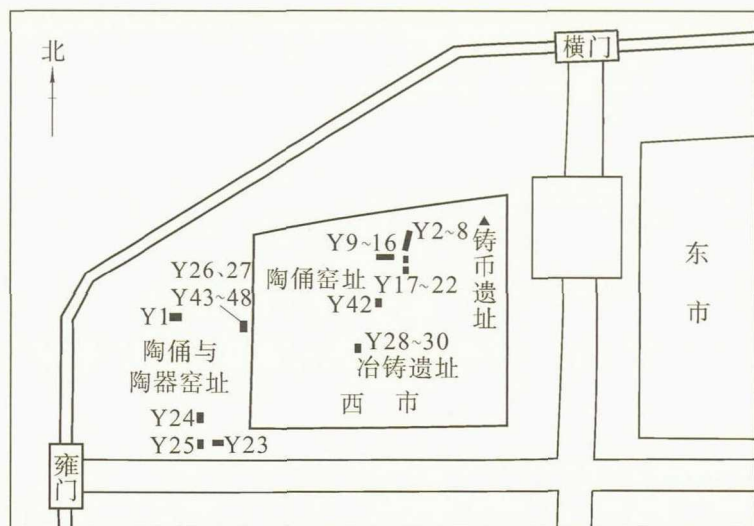 北
横门
Y2~8
Y9~16
铸币遗址
东市
Y26、27
陶俑窑址
Y17~22
Y43~48
Y42
Y1
陶俑与
陶器窑址
Y28~30
冶铸遗址
西市
Y24
Y25
Y23
雍门